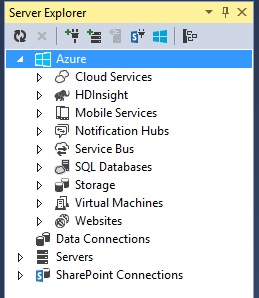 Server Explorer
Azure
Cloud Services
HDInsight
Mobile Services
Notification Hubs
Service Bus
SQL Databases
Storage
Virtual Machines
Websites
Data Connections
Servers
SharePoint Connections